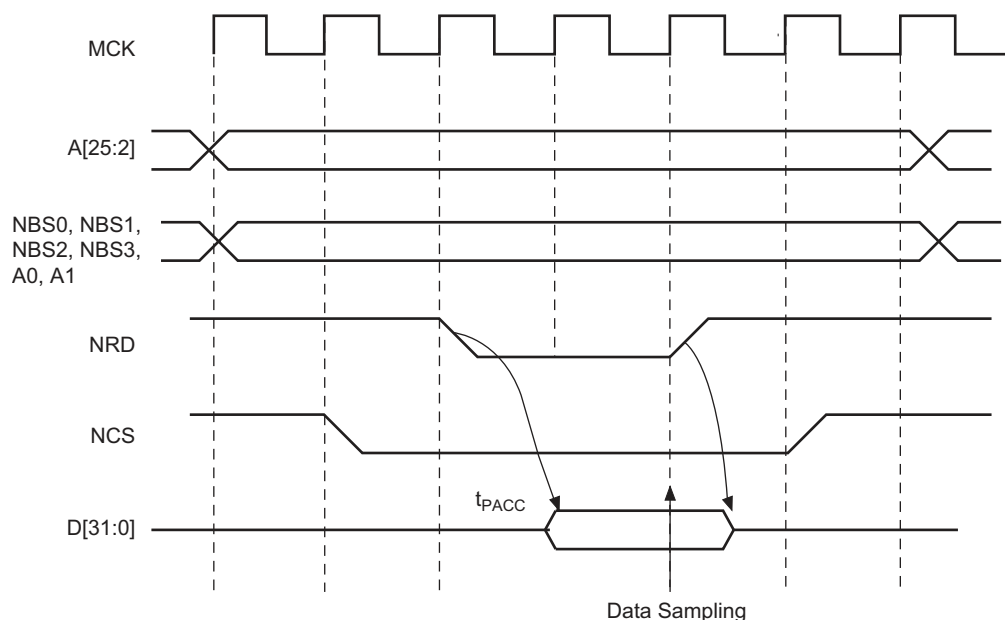 MCK
A[25:2]
NBS0, NBS1,
NBS2, NBS3,
A0, A1
NRD
NCS
tPACC
D[31:0]
Data Sampling